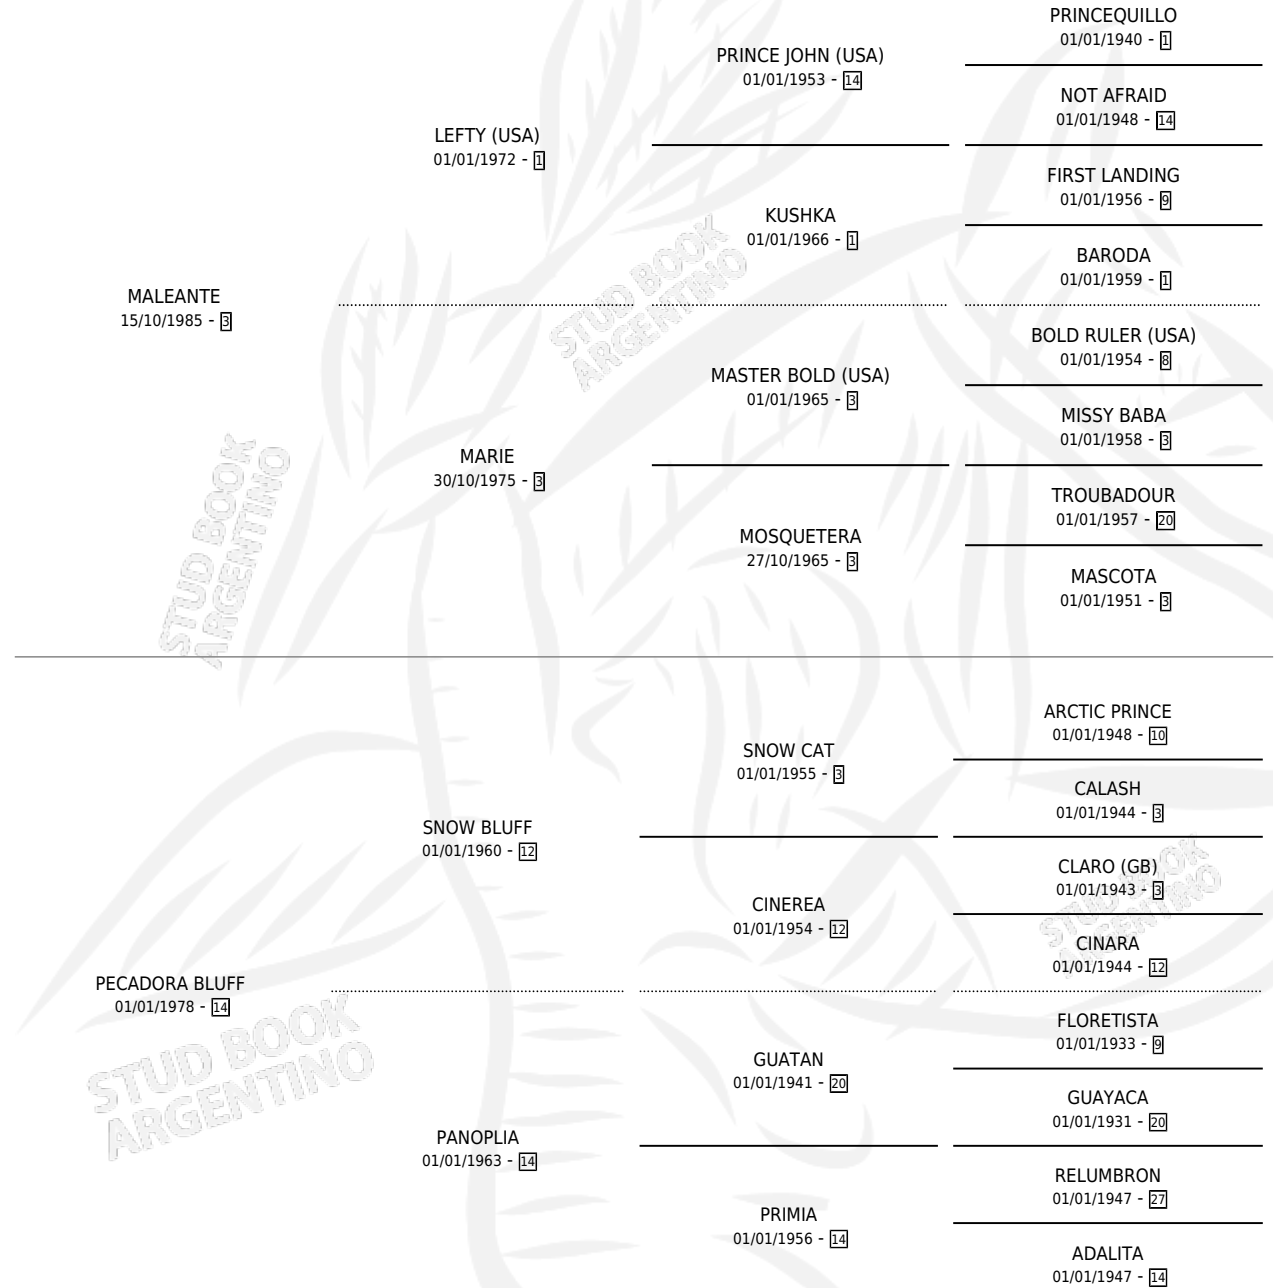 PRINCEQUILLO
01/01/1940 - 1
PRINCE JOHN (USA)
01/01/1953 - 14
NOT AFRAID
01/01/1948 - 14
LEFTY (USA)
01/01/1972 - 1
FIRST LANDING
01/01/1956 - 9
KUSHKA
01/01/1966 - 1
BARODA
01/01/1959 - 1
MALEANTE
15/10/1985 - 3
BOLD RULER (USA)
01/01/1954 - 8
MASTER BOLD (USA)
01/01/1965 - 3
MISSY BABA
01/01/1958 - 3
MARIE
30/10/1975 - 3
TROUBADOUR
01/01/1957 - 20
MOSQUETERA
27/10/1965 - 3
MASCOTA
01/01/1951 - 3
STUD BOOK
ARGENTINO
STUD BOOK
ARGENTINO
ARCTIC PRINCE
01/01/1948 - 10
SNOW CAT
01/01/1955 - 3
CALASH
01/01/1944 - 3
SNOW BLUFF
01/01/1960 - 12
CLARO (GB)
01/01/1943 - 3
CINEREA
01/01/1954 - 12
CINARA
01/01/1944 - 12
PECADORA BLUFF
01/01/1978 - 14
FLORETISTA
01/01/1933 - 9
GUATAN
01/01/1941 - 20
GUAYACA
01/01/1931 - 20
PANOPLIA
01/01/1963 - 14
RELUMBRON
01/01/1947 - 27
PRIMIA
01/01/1956 - 14
ADALITA
01/01/1947 - 14
STUD BOOK
ARGENTINO
STUD BOOK
ARGENTINO